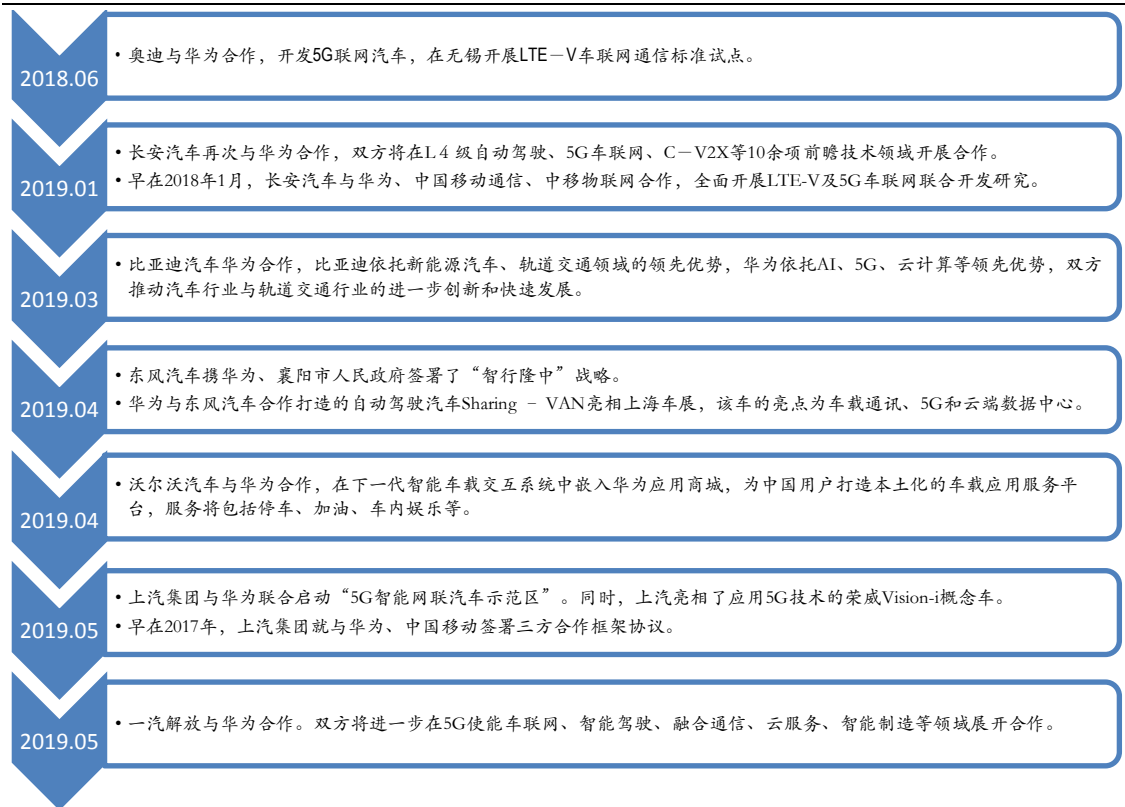 2018.06
• 奥迪与华为合作，开发5G联网汽车，在无锡开展LTE－V车联网通信标准试点。
2019.01
• 长安汽车再次与华为合作，双方将在L 4 级自动驾驶、5G车联网、C－V2X等10余项前瞻技术领域开展合作。
• 早在2018年1月，长安汽车与华为、中国移动通信、中移物联网合作，全面开展LTE-V及5G车联网联合开发研究。
2019.03
• 比亚迪汽车华为合作，比亚迪依托新能源汽车、轨道交通领域的领先优势，华为依托AI、5G、云计算等领先优势，双方
推动汽车行业与轨道交通行业的进一步创新和快速发展。
2019.04
• 东风汽车携华为、襄阳市人民政府签署了“智行隆中”战略。
• 华为与东风汽车合作打造的自动驾驶汽车Sharing － VAN亮相上海车展，该车的亮点为车载通讯、5G和云端数据中心。
2019.04
• 沃尔沃汽车与华为合作，在下一代智能车载交互系统中嵌入华为应用商城，为中国用户打造本土化的车载应用服务平
台，服务将包括停车、加油、车内娱乐等。
2019.05
• 上汽集团与华为联合启动“5G智能网联汽车示范区”。同时，上汽亮相了应用5G技术的荣威Vision-i概念车。
• 早在2017年，上汽集团就与华为、中国移动签署三方合作框架协议。
2019.05
• 一汽解放与华为合作。双方将进一步在5G使能车联网、智能驾驶、融合通信、云服务、智能制造等领域展开合作。